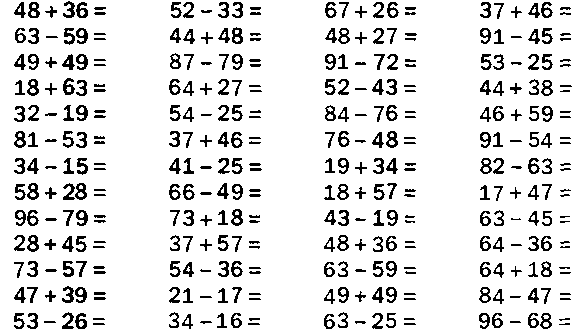 48 + 36 = 52 – 33 = 67 + 26 = 37 + 46 =
63 – 59 = 44 + 48 = 48 + 27 = 91 – 45 =
49 + 49 = 87 – 79 = 91 – 72 = 53 – 25 =
18 + 63 = 64 + 27 = 52 – 43 = 44 + 38 =
32 – 19 = 54 – 25 = 84 – 76 = 46 + 59 =
81 – 53 = 37 + 46 = 76 – 48 = 91 – 54 =
34 – 15 = 41 – 25 = 19 + 34 = 82 – 63 =
58 + 28 = 66 – 49 = 18 + 57 = 17 + 47 =
96 – 79 = 73 + 18 = 43 – 19 = 63 – 45 =
28 + 45 = 37 + 57 = 48 + 36 = 64 – 36 =
73 – 57 = 54 – 36 = 63 – 59 = 64 + 18 =
47 + 39 = 21 – 17 = 49 + 49 = 84 – 47 =
53 – 26 = 34 – 16 = 63 – 25 = 96 – 68 =